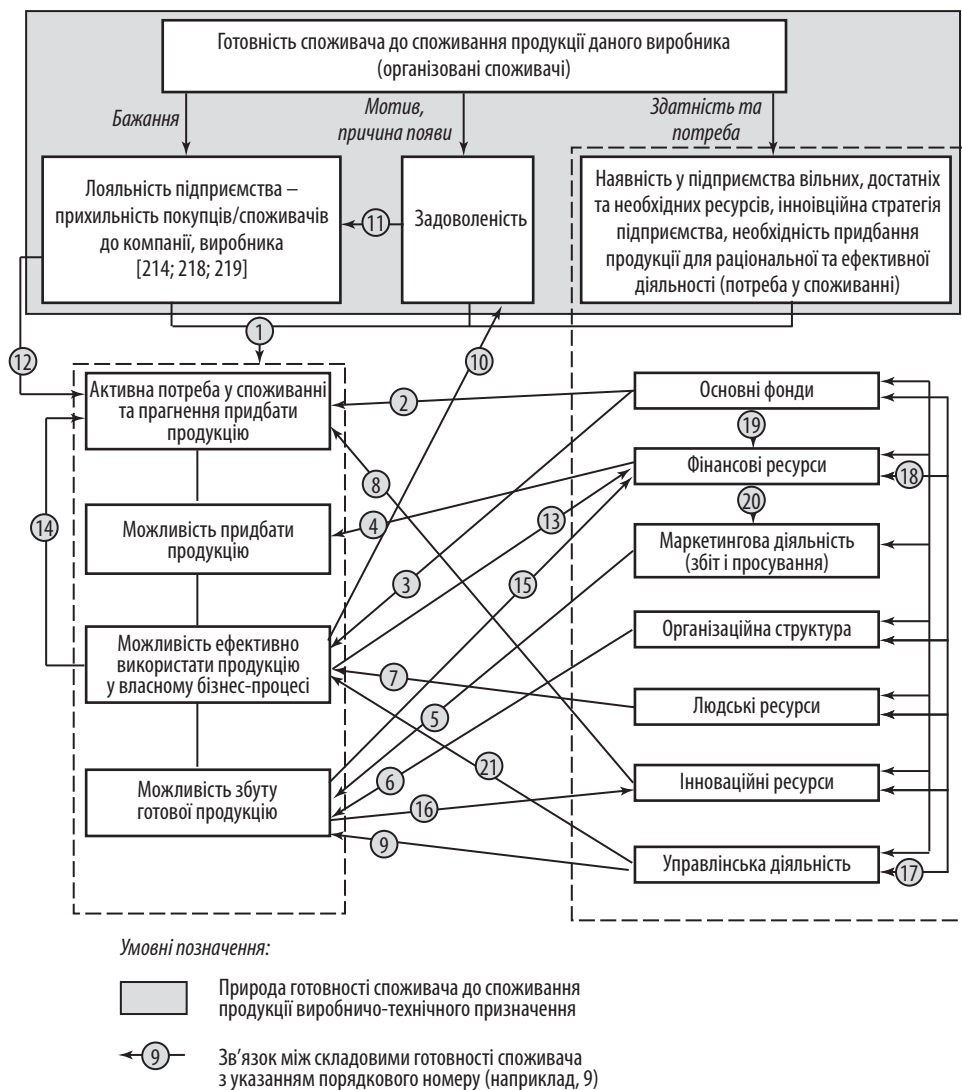 Готовність споживача до споживання продукції даного виробника
(організовані споживачі)
Бажання
Мотив,
причина появи
Здатність та
потреба
Лояльність підприємства –
прихильність покупців/споживачів
до компанії, виробника
[214; 218; 219]
11
Задоволеність
Наявність у підприємства вільних, достатніх
та необхідних ресурсів, інноівційна стратегія
підприємства, необхідність придбання
продукції для раціональної та ефективної
діяльності (потреба у споживанні)
1
12
10
Активна потреба у споживанні
та прагнення придбати
продукцію
2
Основні фонди
19
8
Фінансові ресурси
18
14
Можливість придбати
продукцію
4
13
20
Маркетингова діяльність
(збіт і просування)
3
15
Можливість ефективно
використати продукцію
у власному бізнес-процесі
Організаційна структура
7
Людські ресурси
5
21
6
Можливість збуту
готової продукцію
16
Інноваційні ресурси
9
Управлінська діяльність
17
Умовні позначення:
Природа готовності споживача до споживання
продукції виробничо-технічного призначення
9
Зв’язок між складовими готовності споживача
з указанням порядкового номеру (наприклад, 9)